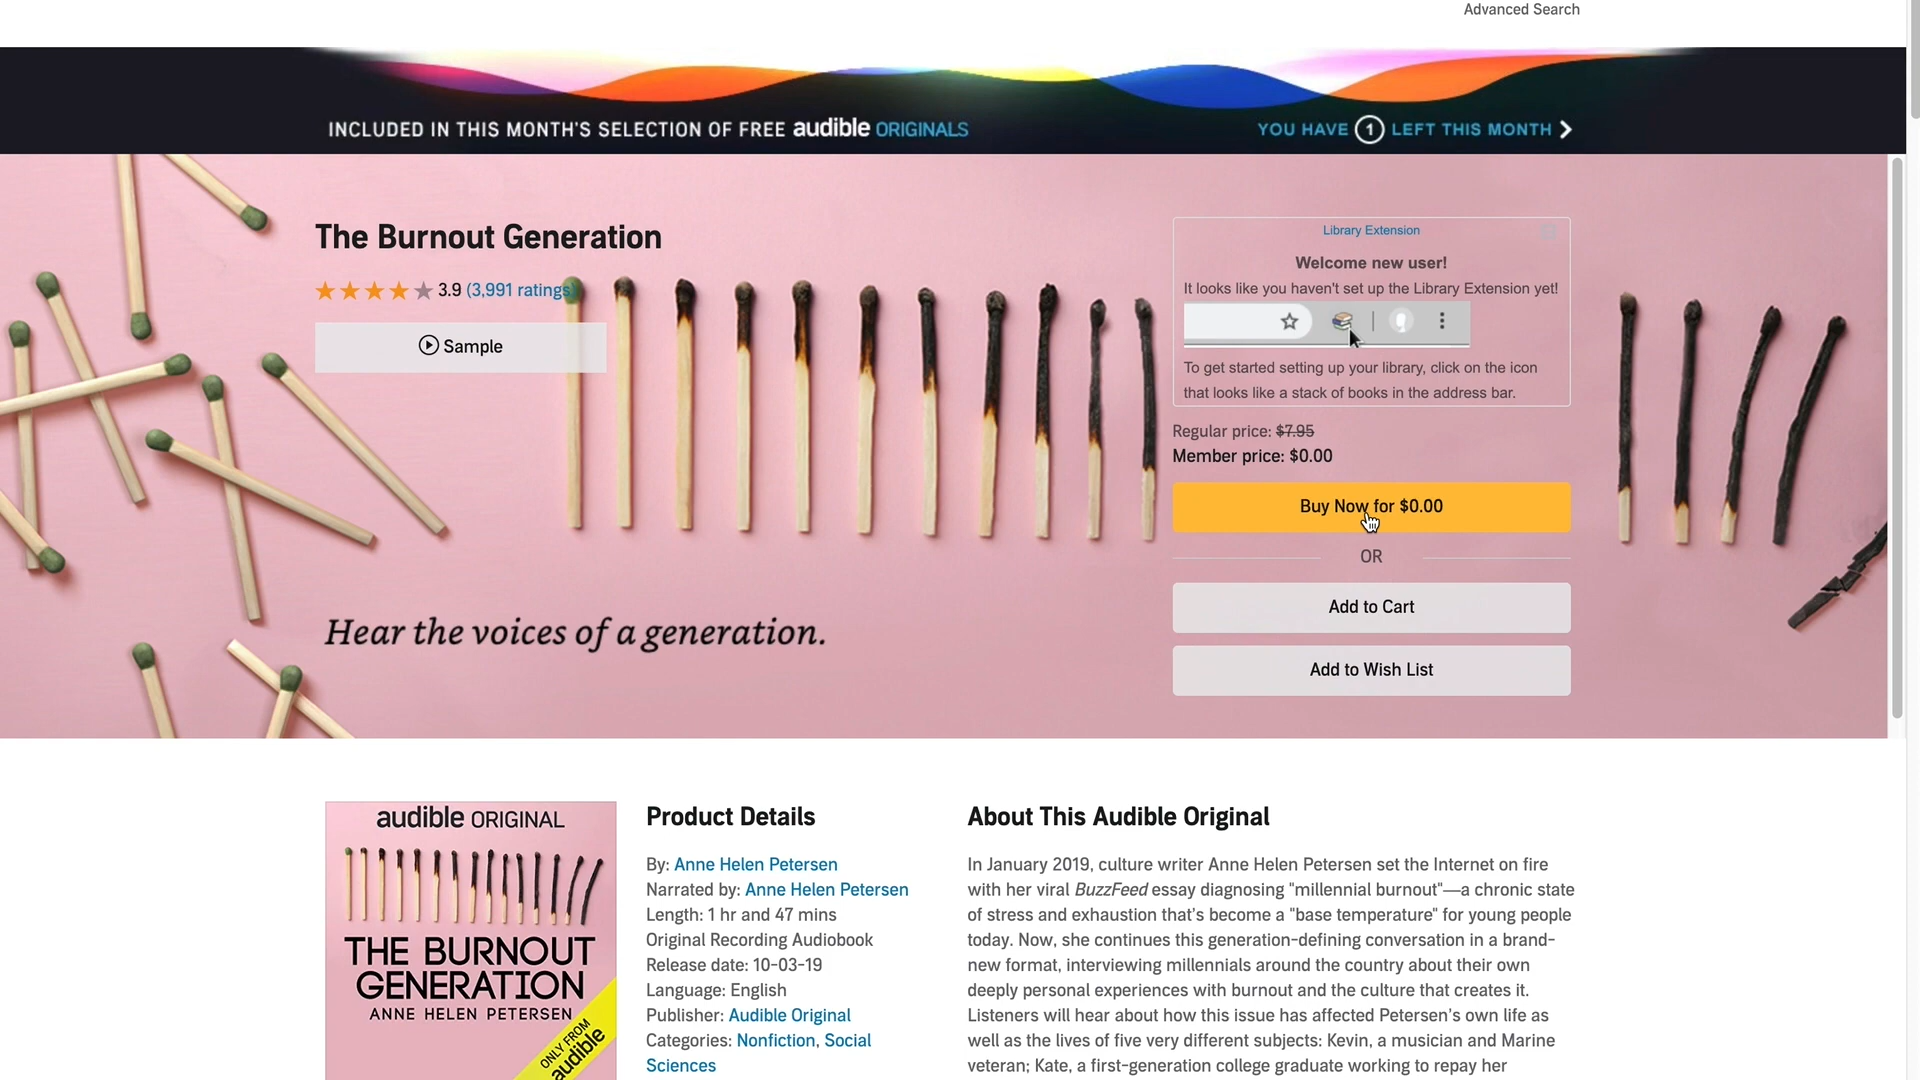 Advanced Search
INCLUDED IN THIS MONTH'S SELECTION OF FREE audible ORIGINALS
YOU HAVE 1 LEFT THIS MONTH
The Burnout Generation
3.9 (3,991 ratings)
Sample
Hear the voices of a generation.
Library Extension
Welcome new user!
It looks like you haven't set up the Library Extension yet!
To get started setting up your library, click on the icon
that looks like a stack of books in the address bar.
Regular price: $7.95
Member price: $0.00
Buy Now for $0.00
OR
Add to Cart
Add to Wish List
audible ORIGINAL
THE BURNOUT
GENERATION
ANNE HELEN PETERSEN
ONLY FROM
audible
Product Details
By: Anne Helen Petersen
Narrated by: Anne Helen Petersen
Length: 1 hr and 47 mins
Original Recording Audiobook
Release date: 10-03-19
Language: English
Publisher: Audible Original
Categories: Nonfiction, Social
Sciences
About This Audible Original
In January 2019, culture writer Anne Helen Petersen set the Internet on fire
with her viral BuzzFeed essay diagnosing "millennial burnout"—a chronic state
of stress and exhaustion that's become a "base temperature" for young people
today. Now, she continues this generation-defining conversation in a brand-
new format, interviewing millennials around the country about their own
deeply personal experiences with burnout and the culture that creates it.
Listeners will hear about how this issue has affected Petersen's own life as
well as the lives of five very different subjects: Kevin, a musician and Marine
veteran; Kate, a first-generation college graduate working to repay her